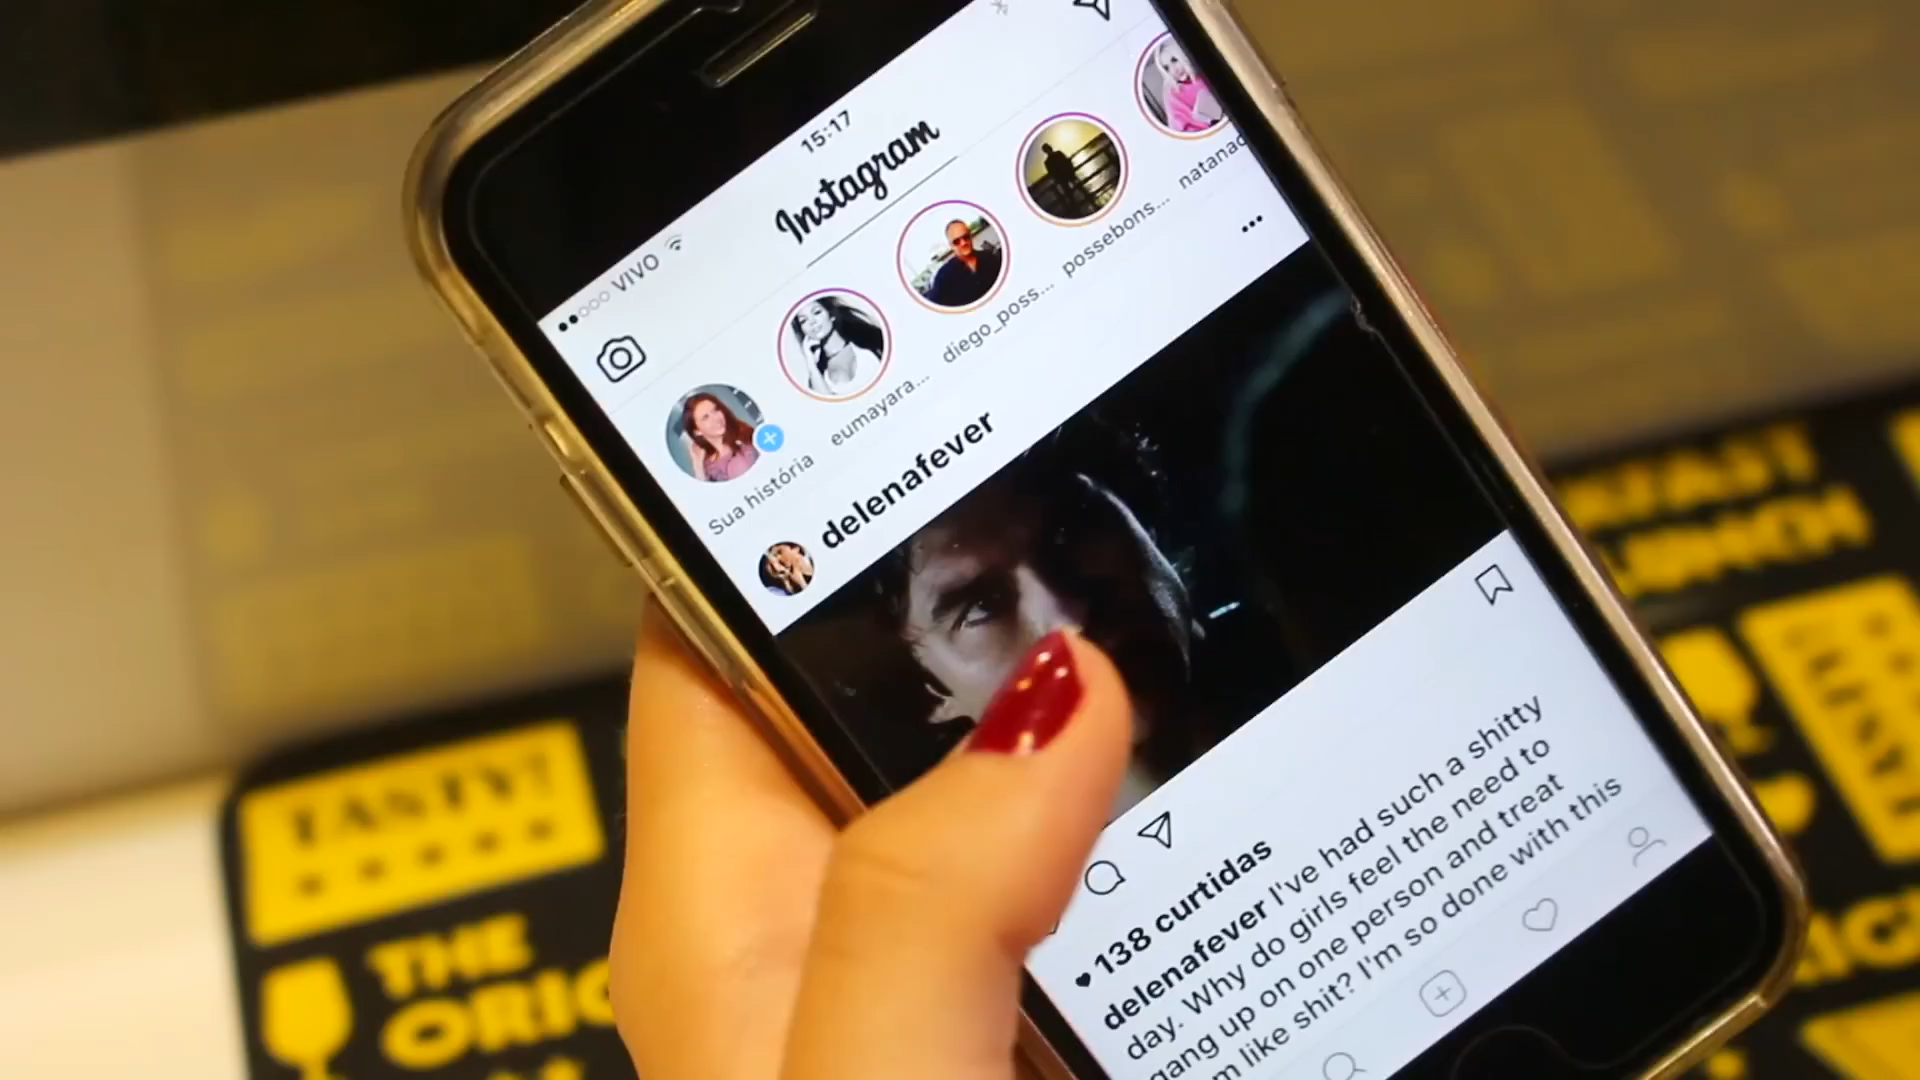 15:17
VIVO
Instagram
Sua história
eumayara...
diego_poss...
possebons...
natanac
delenafever
138 curtidas
delenafever I've had such a shitty
day. Why do girls feel the need to
gang up on one person and treat
m like shit? I'm so done with this
TASTY!
THE
LUNCH